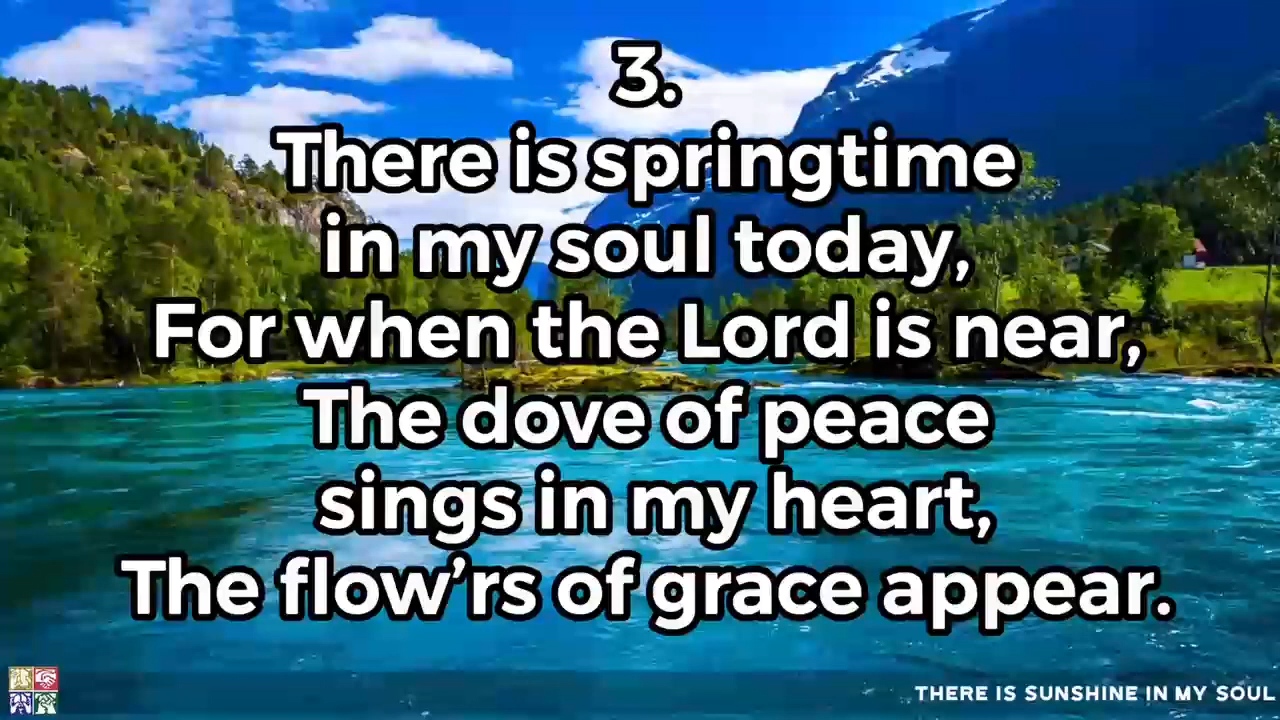 3.
There is springtime
in my soul today,
For when the Lord is near,
The dove of peace
sings in my heart,
The flow’rs of grace appear.
THERE IS SUNSHINE IN MY SOUL